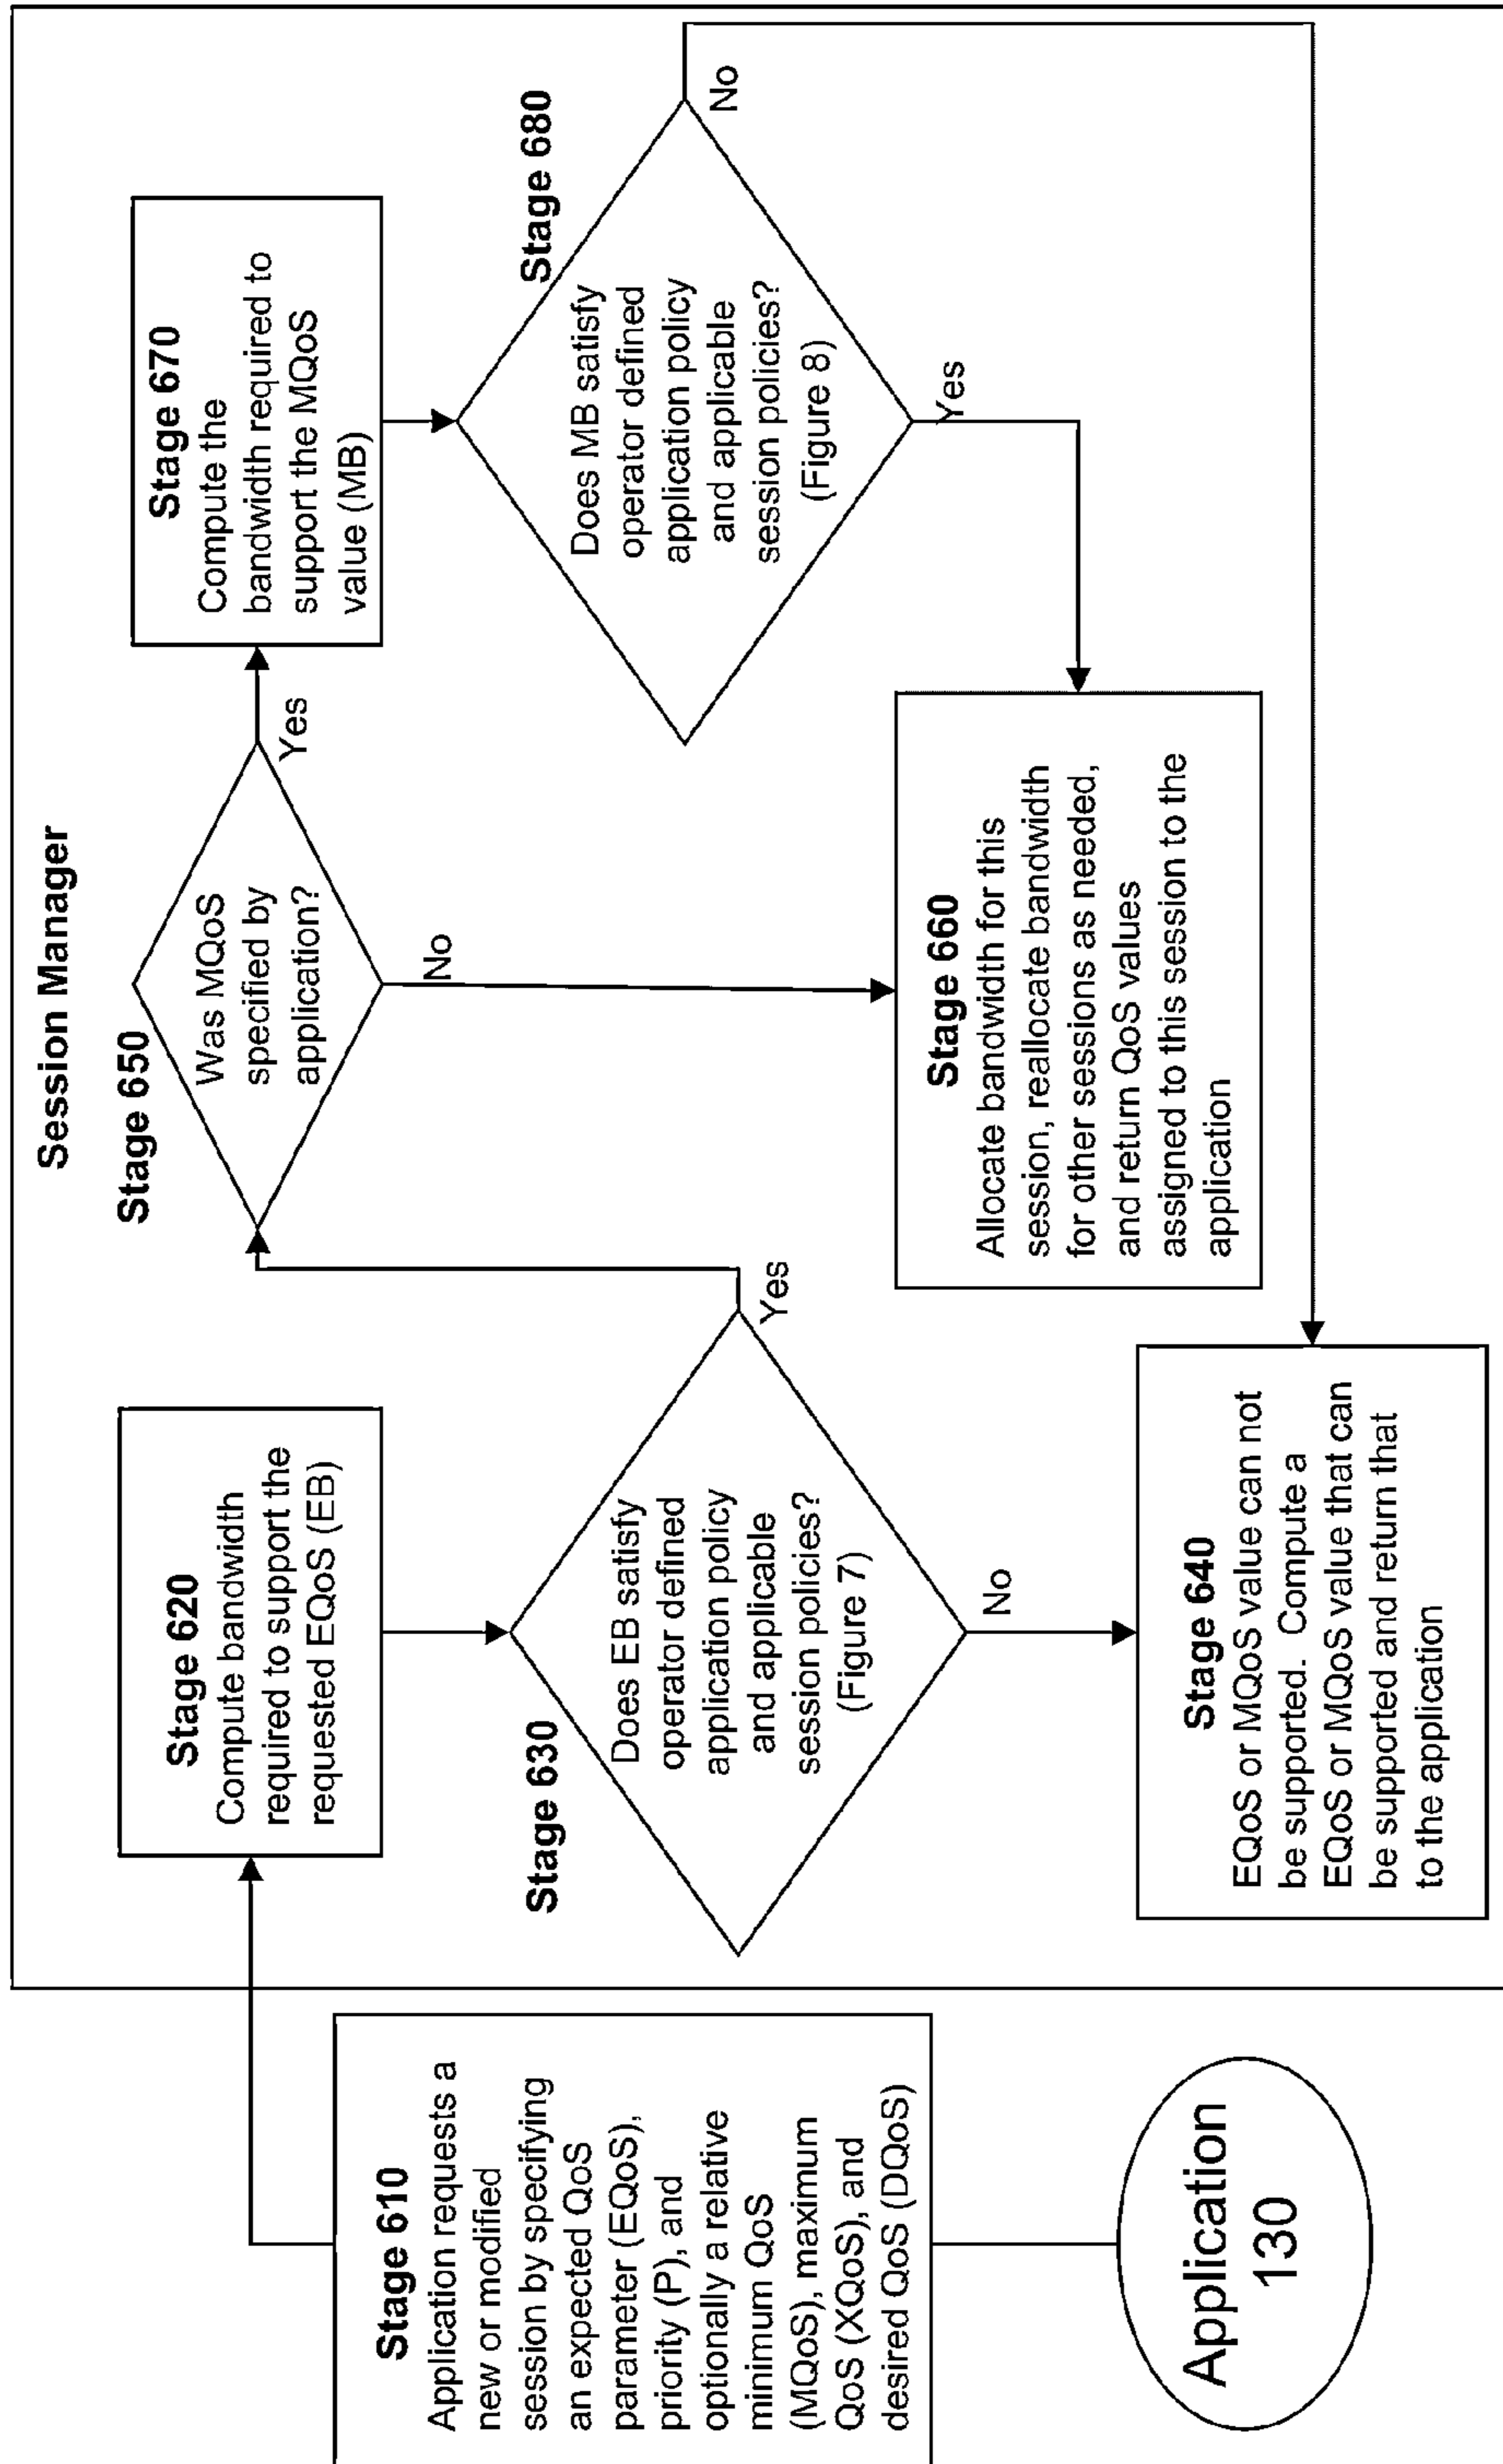 Session Manager
Stage 610
Application requests a
new or modified
session by specifying
an expected QoS
parameter (EQoS),
priority (P), and
optionally a relative
minimum QoS
(MQoS), maximum
QoS (XQoS), and
desired QoS (DQoS)
Application
130
Stage 620
Compute bandwidth
required to support the
requested EQoS (EB)
Stage 630
Does EB satisfy
operator defined
application policy
and applicable
session policies?
(Figure 7)
Yes
No
Stage 640
EQoS or MQoS value can not
be supported. Compute a
EQoS or MQoS value that can
be supported and return that
to the application
Stage 650
Was MQoS
specified by
application?
Yes
No
Stage 660
Allocate bandwidth for this
session, reallocate bandwidth
for other sessions as needed,
and return QoS values
assigned to this session to the
application
Stage 670
Compute the
bandwidth required to
support the MQoS
value (MB)
Stage 680
Does MB satisfy
operator defined
application policy
and applicable
session policies?
(Figure 8)
No
Yes